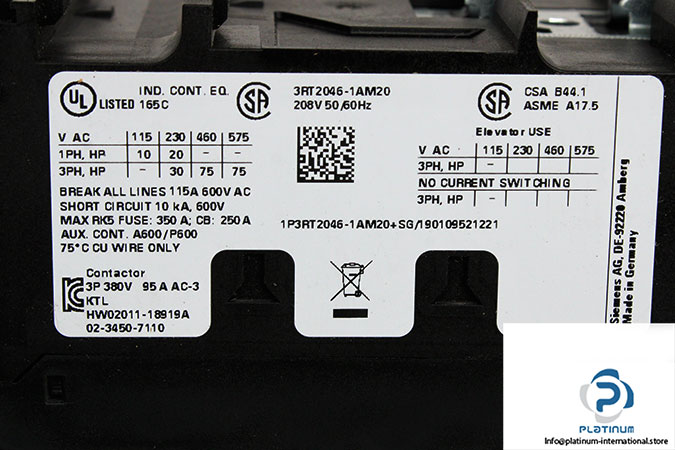 UL
LISTED 165C
IND. CONT. EQ.
SA
3RT2046-1AM20
208V 50/60Hz
SA
CSA B44.1
ASME A17.5
V AC 115 230 460 575
1PH, HP 10 20 - -
3PH, HP - 30 75 75
BREAK ALL LINES 115A 600V AC
SHORT CIRCUIT 10 kA, 600V
MAX RK5 FUSE: 350 A; CB: 250A
AUX. CONT. A600/P600
75°C CU WIRE ONLY
Elevator USE
V AC 115 230 460 575
3PH, HP - - - -
NO CURRENT SWITCHING
3PH, HP - - - -
1P3RT2046-1AM20+SG/190109521221
Contactor
3P 380V 95 A AC-3
KTL
HW02011-18919A
02-3450-7110
Siemens AG, DE-92220 Amberg
Made in Germany
PLATINUM
Info@platinum-international.store